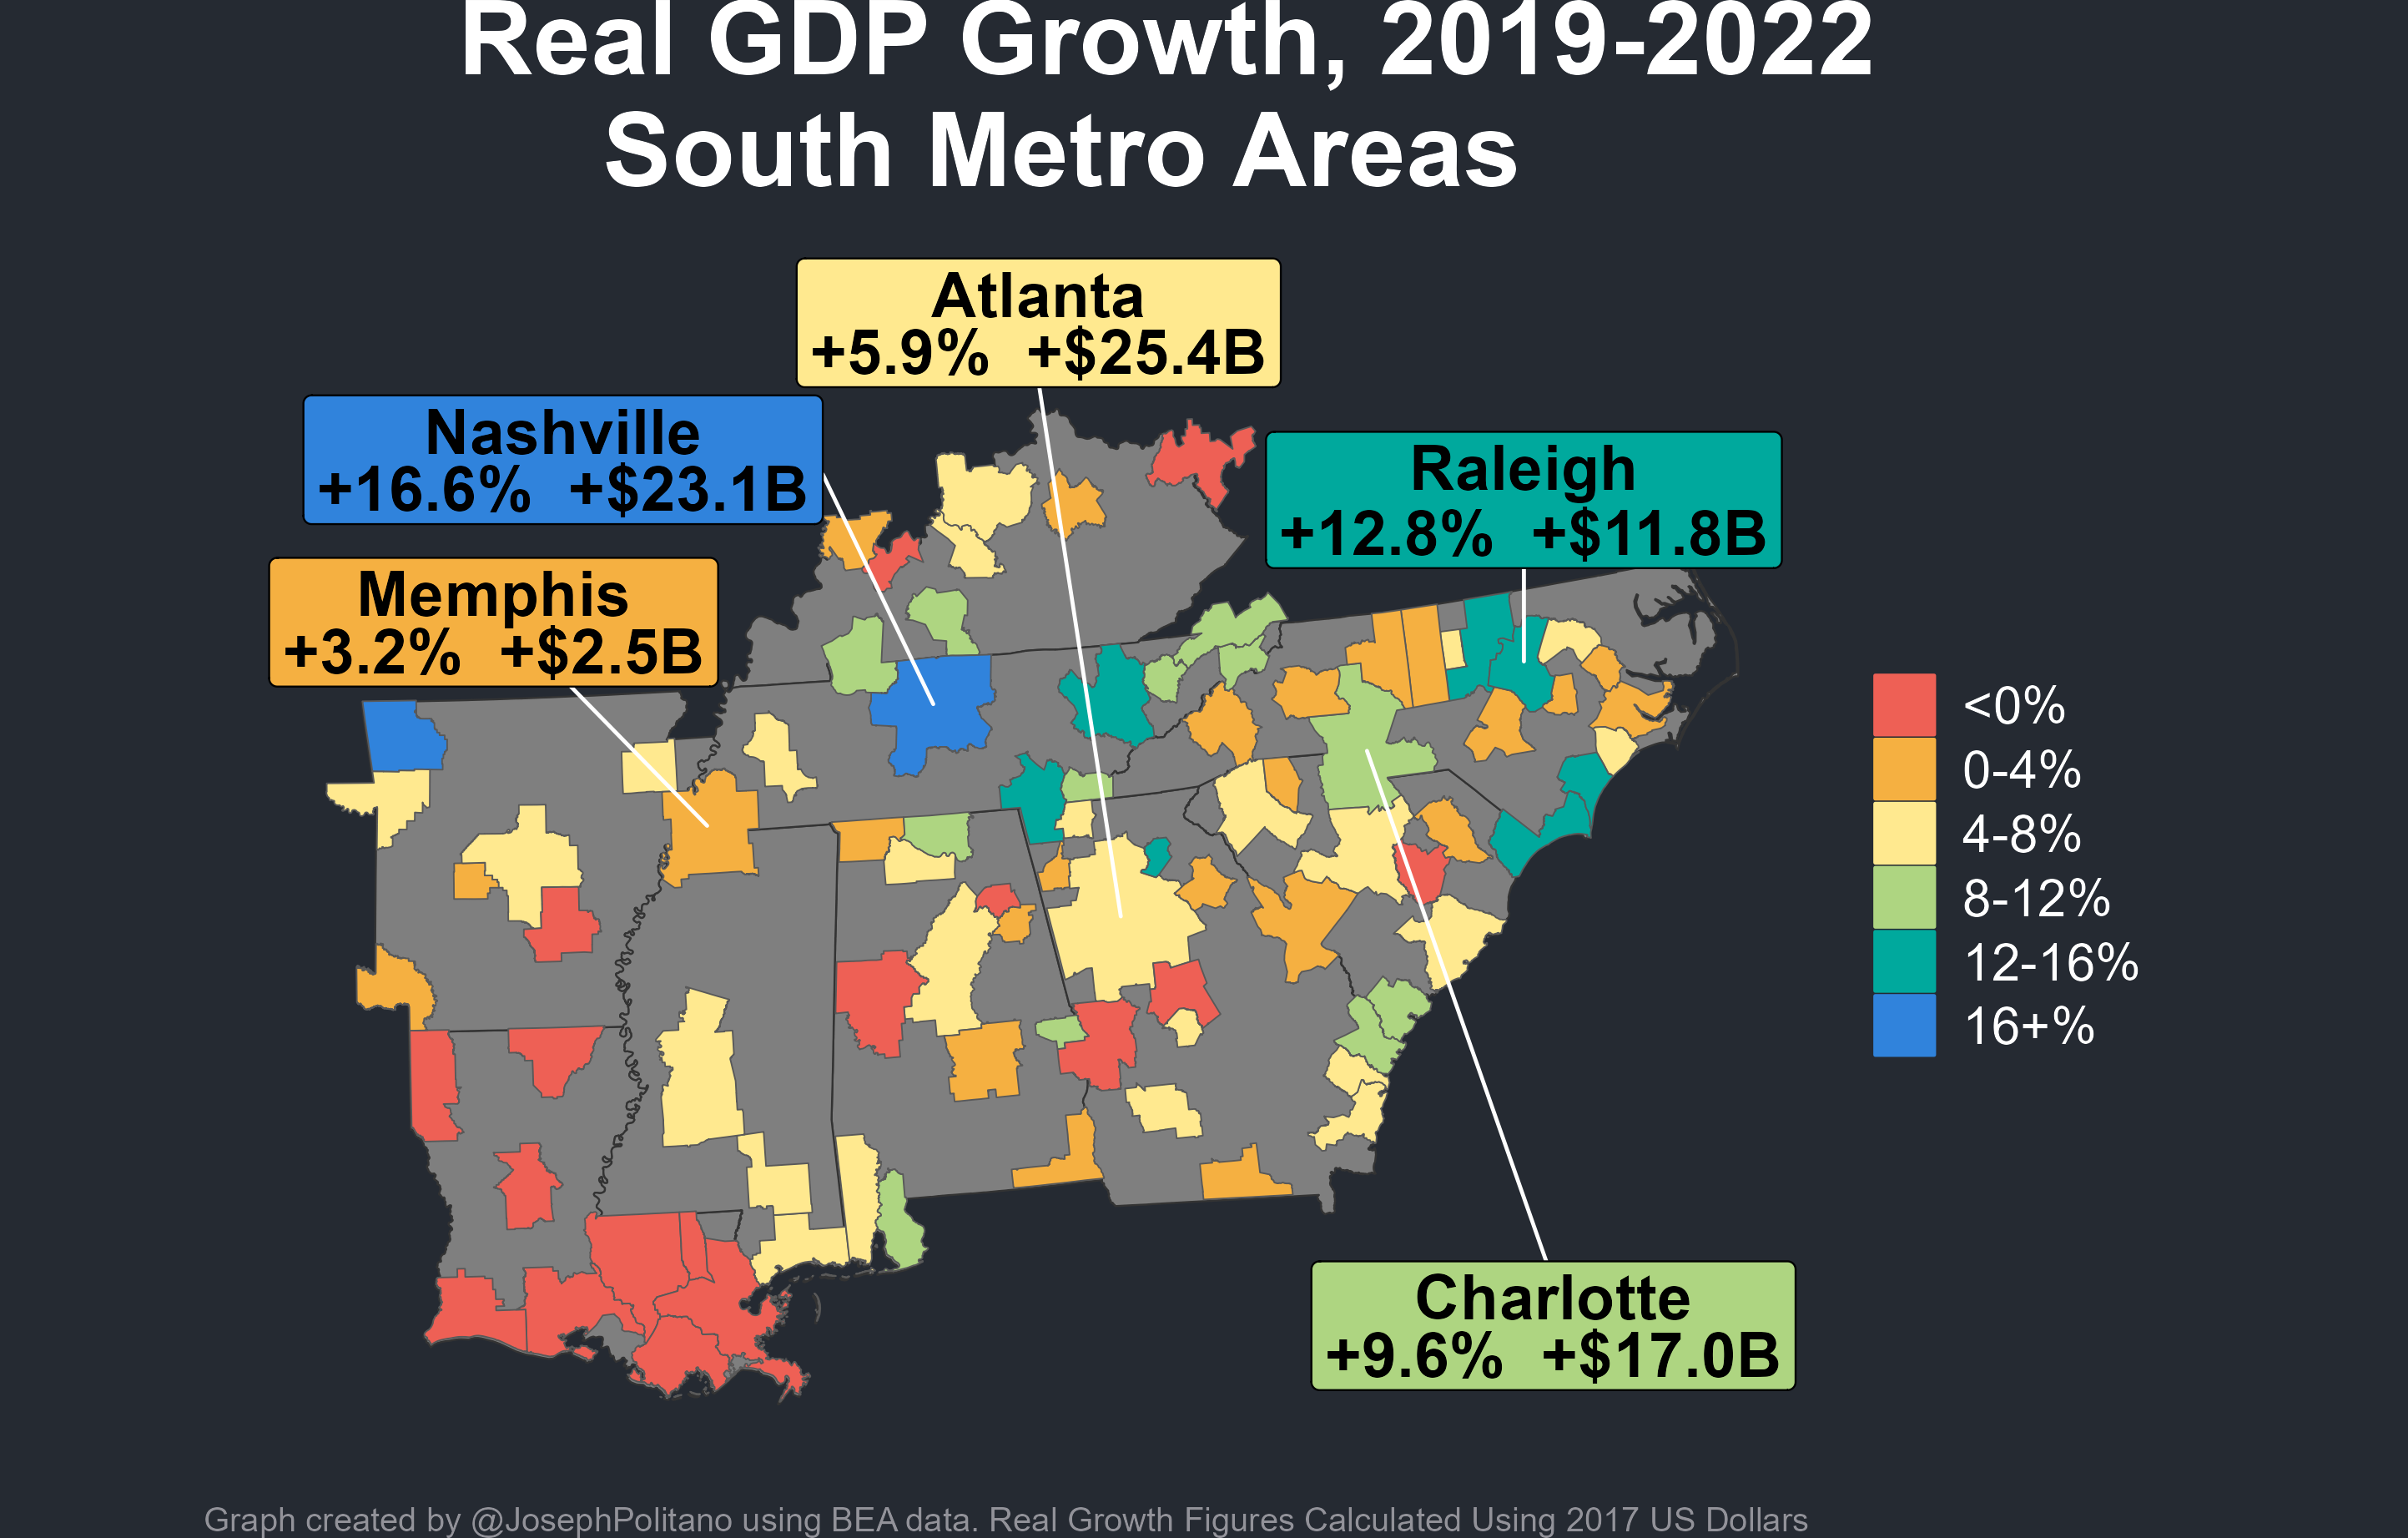 Real GDP Growth, 2019-2022
South Metro Areas
Atlanta
+5.9% +$25.4B
Nashville
+16.6% +$23.1B
Raleigh
+12.8% +$11.8B
Memphis
+3.2% +$2.5B
<0%
0-4%
4-8%
8-12%
12-16%
16+%
Charlotte
+9.6% +$17.0B
Graph created by @JosephPolitano using BEA data. Real Growth Figures Calculated Using 2017 US Dollars